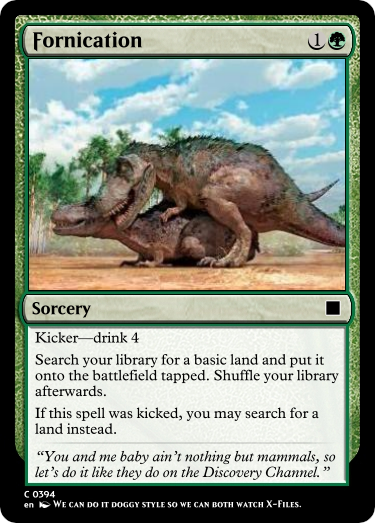 Fornication 1
Sorcery
Kicker—drink 4
Search your library for a basic land and put it
onto the battlefield tapped. Shuffle your library
afterwards.
If this spell was kicked, you may search for a
land instead.
“You and me baby ain’t nothing but mammals, so
let’s do it like they do on the Discovery Channel.”
C 0394
en WE CAN DO IT DOGGY STYLE SO WE CAN BOTH WATCH X-FILES.